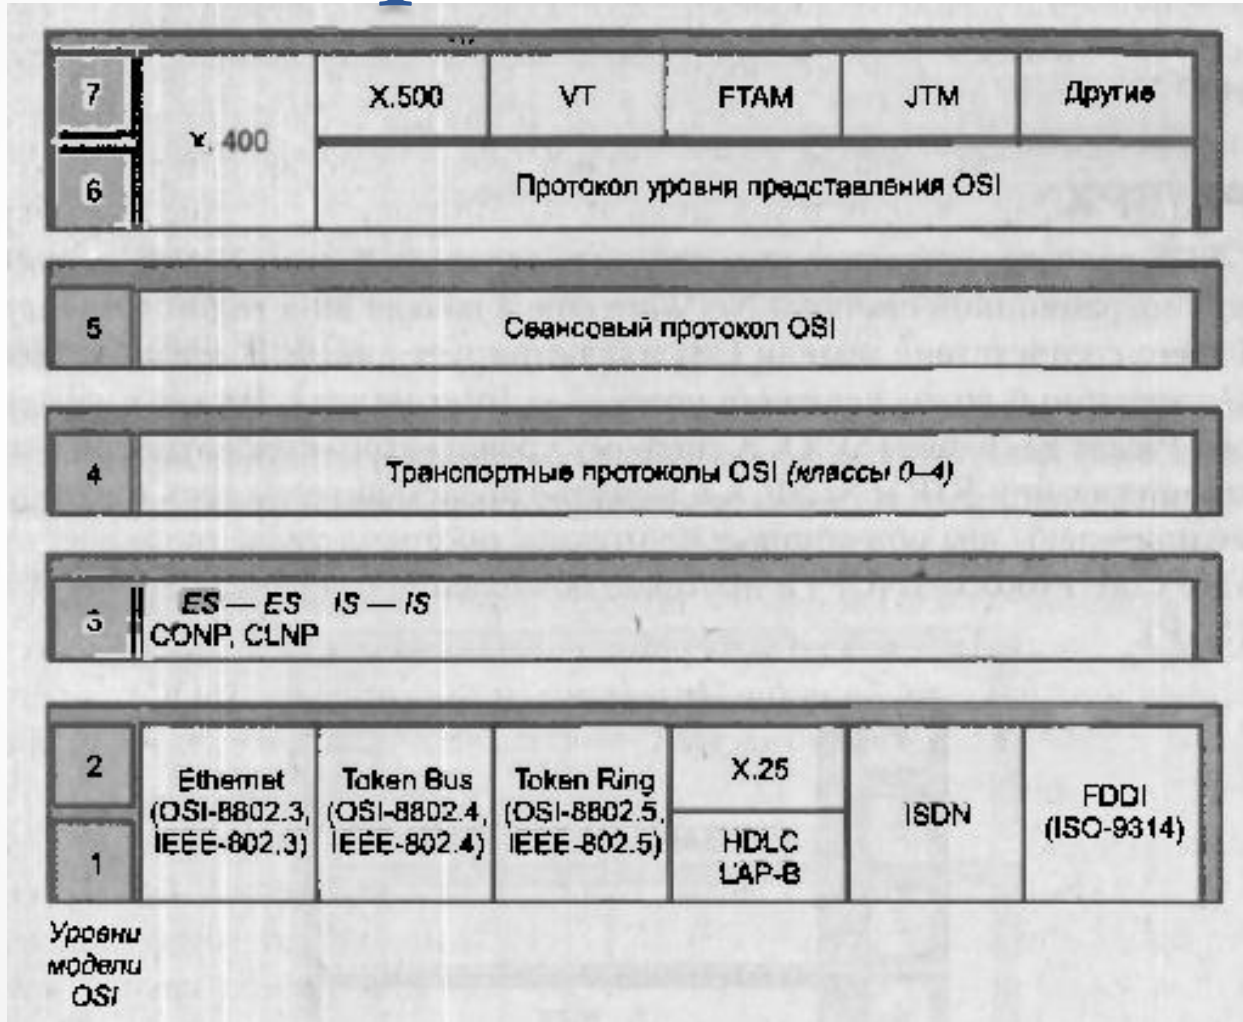 7
X. 400
X.500
VT
FTAM
JTM
Другие
6
Протокол уровня представления OSI
5
Сеансовый протокол OSI
4
Транспортные протоколы OSI (классы 0–4)
3
ES — ES IS — IS
CONP, CLNP
2
1
Ethernet
(OSI-8802.3,
IEEE-802.3)
Token Bus
(OSI-8802.4,
IEEE-802.4)
Token Ring
(OSI-8802.5,
IEEE-802.5)
X.25
HDLC
LAP-B
ISDN
FDDI
(ISO-9314)
Уровни
модели
OSI